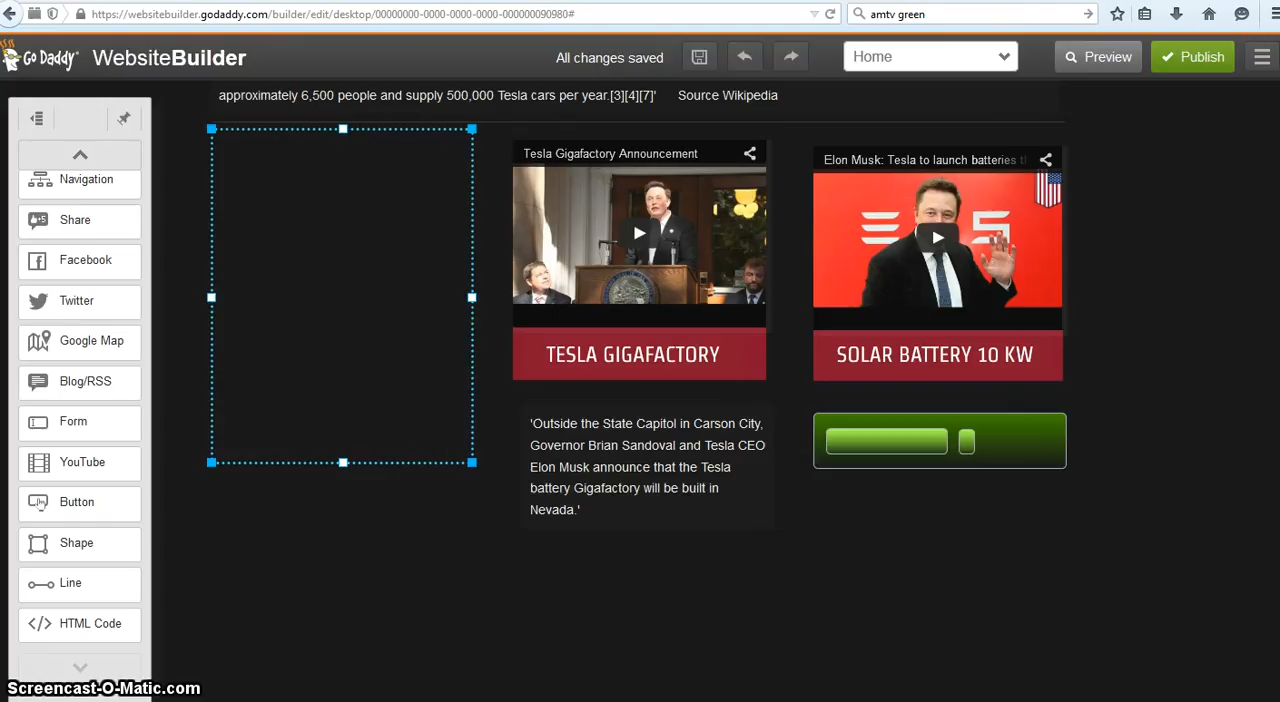 https://websitebuilder.godaddy.com/builder/edit/desktop/00000000-0000-0000-0000-000000090980#
amtv green
Go Daddy
WebsiteBuilder
All changes saved
Home
Preview
Publish
approximately 6,500 people and supply 500,000 Tesla cars per year.[3][4][7]' Source Wikipedia
Navigation
Share
Facebook
Twitter
Google Map
Blog/RSS
Form
YouTube
Button
Shape
Line
HTML Code
Tesla Gigafactory Announcement
TESLA GIGAFACTORY
'Outside the State Capitol in Carson City,
Governor Brian Sandoval and Tesla CEO
Elon Musk announce that the Tesla
battery Gigafactory will be built in
Nevada.'
Elon Musk: Tesla to launch batteries
SOLAR BATTERY 10 KW
Screencast-O-Matic.com